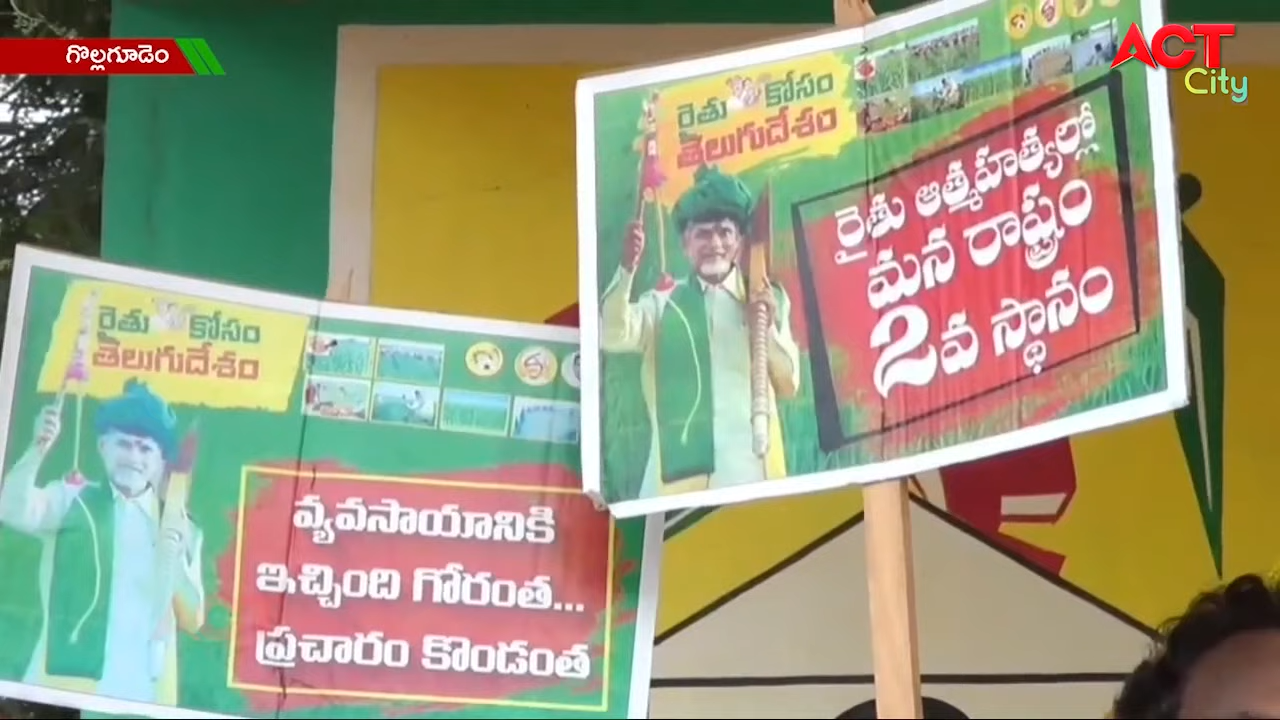 గొల్లగూడెం
ACT
City
రైతు కోసం
తెలుగుదేశం
రైతు ఆత్మహత్యల్లో
మన రాష్ట్రం
2వ స్థానం
రైతు కోసం
తెలుగుదేశం
వ్యవసాయానికి
ఇచ్చింది గోరంత...
ప్రచారం కొండంత